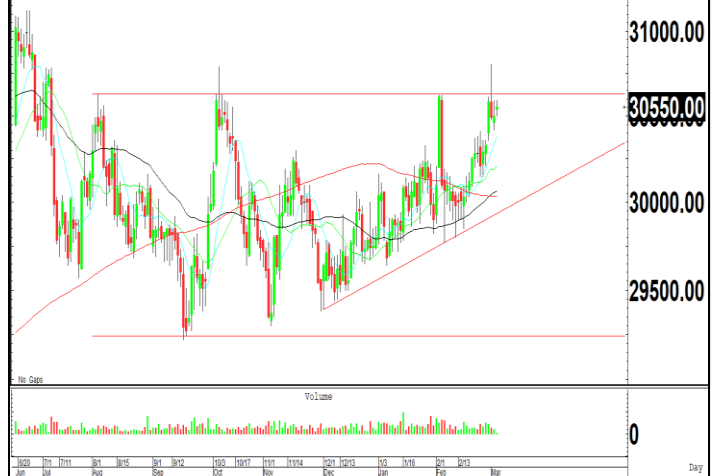 31000.00
30550.00
30000.00
29500.00
No Gaps
Volume
0
6/20 7/1 7/11 8/1 8/15 9/1 9/12 10/3 10/17 11/1 11/14 12/1 12/13 1/3 1/16 2/1 2/13
Jun Jul Aug Sep Oct Nov Dec Jan Feb Mar Day